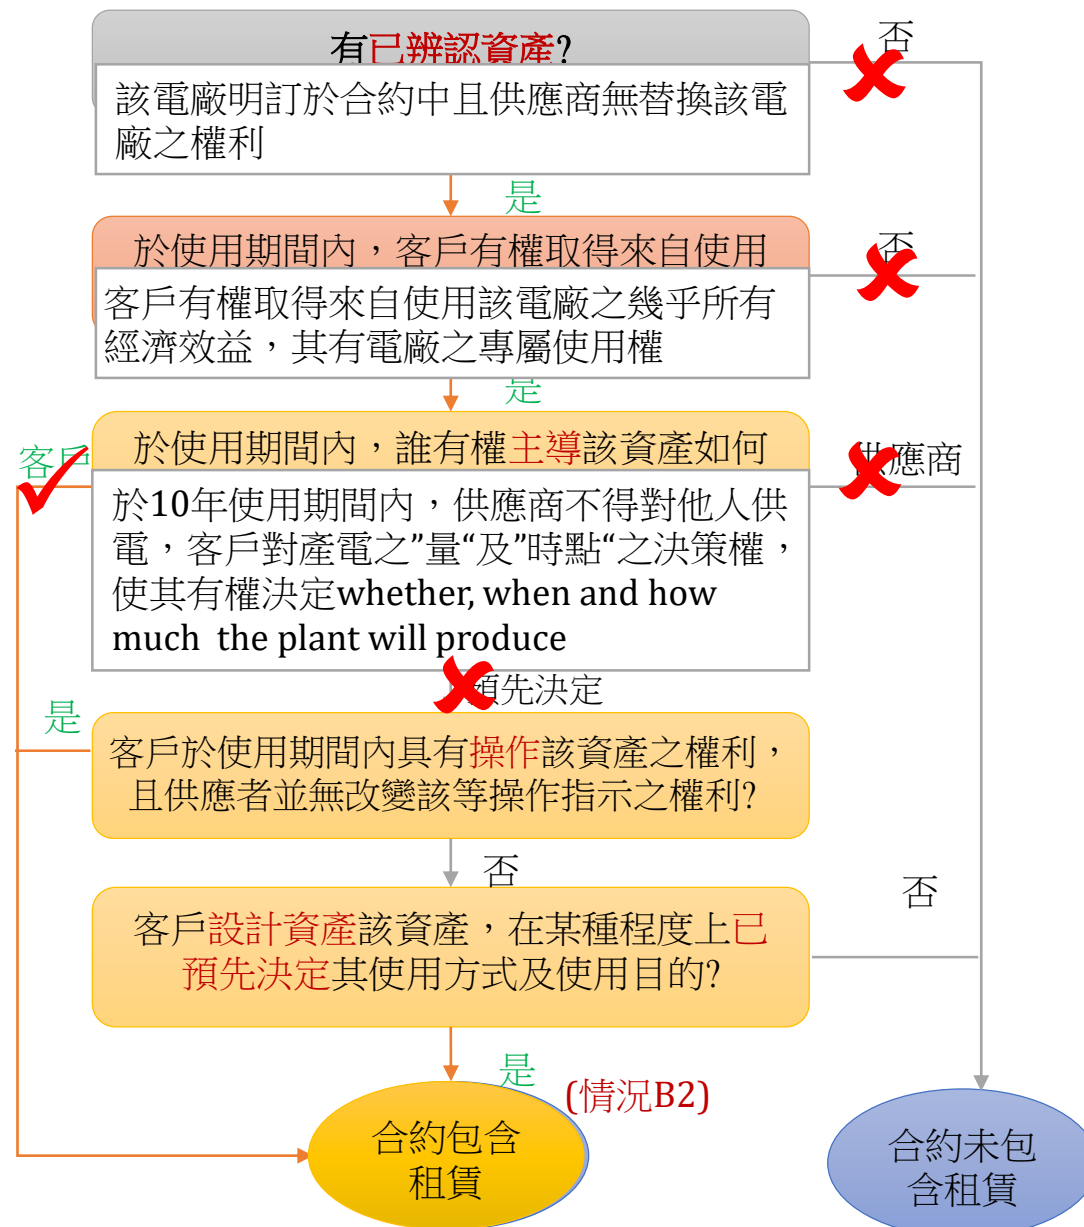 有已辨認資產?
否
該電廠明訂於合約中且供應商無替換該電
廠之權利
是
於使用期間內，客戶有權取得來自使用
否
客戶有權取得來自使用該電廠之幾乎所有
經濟效益，其有電廠之專屬使用權
是
客戶
於使用期間內，誰有權主導該資產如何
供應商
於10年使用期間內，供應商不得對他人供
電，客戶對產電之”量“及”時點“之決策權，
使其有權決定whether, when and how
much the plant will produce
預先決定
是
客戶於使用期間內具有操作該資產之權利，
且供應者並無改變該等操作指示之權利?
否
否
客戶設計資產該資產，在某種程度上已
預先決定其使用方式及使用目的?
是
(情況B2)
合約包含
租賃
合約未包
含租賃